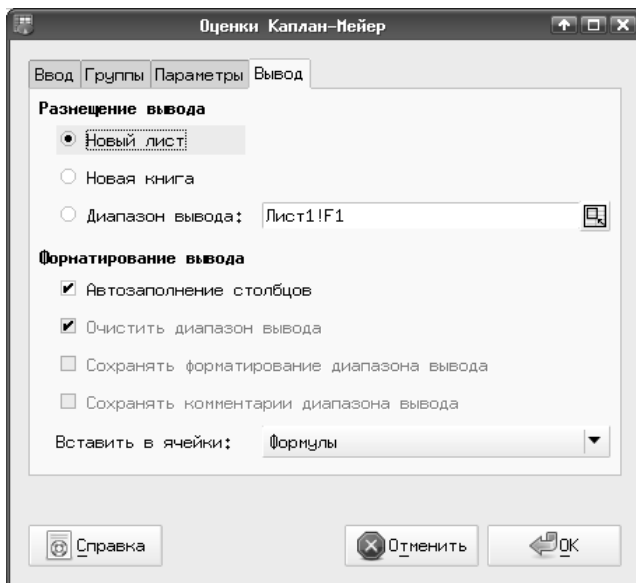 Оценки Каплан-Мейер
Ввод Группы Параметры Вывод
Размещение вывода
Новый лист
Новая книга
Диапазон вывода: Лист1!F1
Форматирование вывода
Автозаполнение столбцов
Очистить диапазон вывода
Сохранять форматирование диапазона вывода
Сохранять комментарии диапазона вывода
Вставить в ячейки: Формулы
Справка Отменить OK